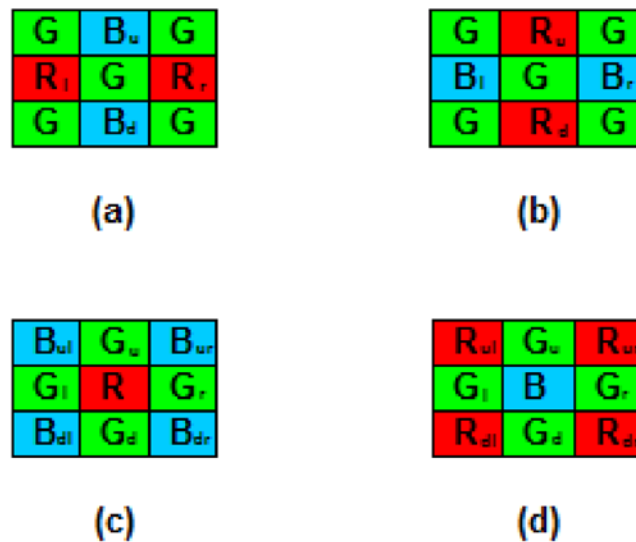 G Bu G G Ru G
Rl G Rr Bl G Br
G Bd G G Rd G
(a) (b)
Bul Gu Bur Rul Gu Ru
Gl R Gr Gl B Gr
Bdl Gd Bdr Rdl Gd Rd
(c) (d)